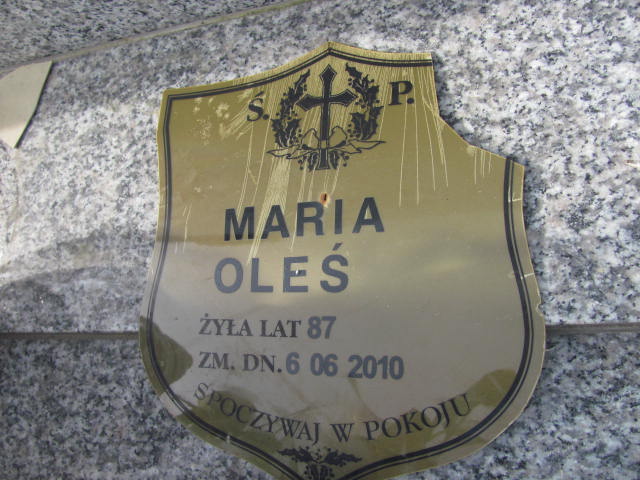 Ś. P.
MARIA
OLEŚ
ŻYŁA LAT 87
ZM. DN. 6 06 2010
SPOCZYWAJ W POKOJU